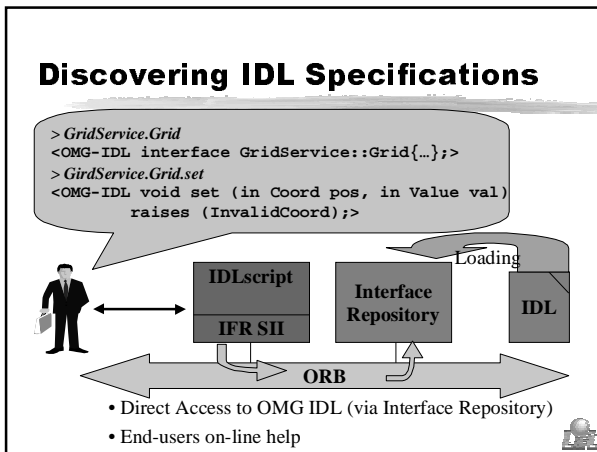 Discovering IDL Specifications
> GridService.Grid
<OMG-IDL interface GridService::Grid{…};>
> GirdService.Grid.set
<OMG-IDL void set (in Coord pos, in Value val)
raises (InvalidCoord);>
Loading
IDLscript
Interface
Repository
IDL
IFR SII
ORB
• Direct Access to OMG IDL (via Interface Repository)
• End-users on-line help